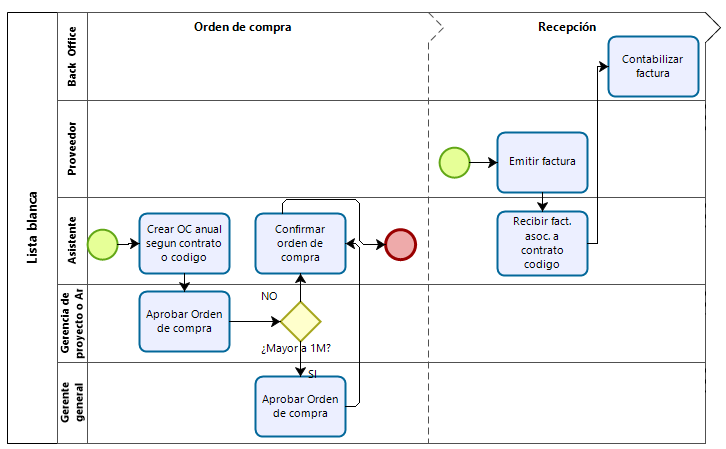 Orden de compra
Recepción
Lista blanca
Back Office
Contabilizar
factura
Proveedor
Emitir factura
Asistente
Crear OC anual
segun contrato
o codigo
Confirmar
orden de
compra
Recibir fact.
asoc. a
contrato
codigo
Gerencia de
proyecto o Ar
Aprobar Orden
de compra
NO
¿Mayor a 1M?
SI
Gerente
general
Aprobar Orden
de compra